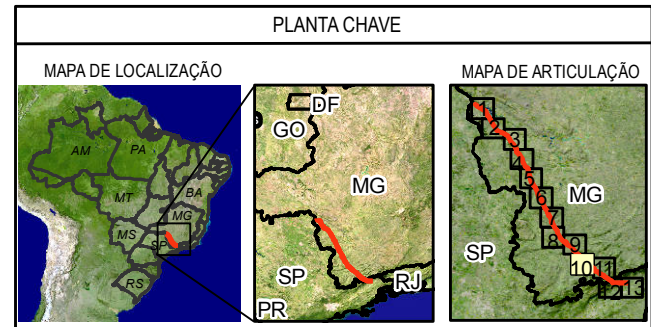 PLANTA CHAVE
MAPA DE LOCALIZAÇÃO
MAPA DE ARTICULAÇÃO
AM
PA
MT
BA
MG
MS
SP
RS
DF
GO
MG
SP
RJ
PR
1
2
3
4
5
6
7
8
9
10
11
12
13
MG
SP